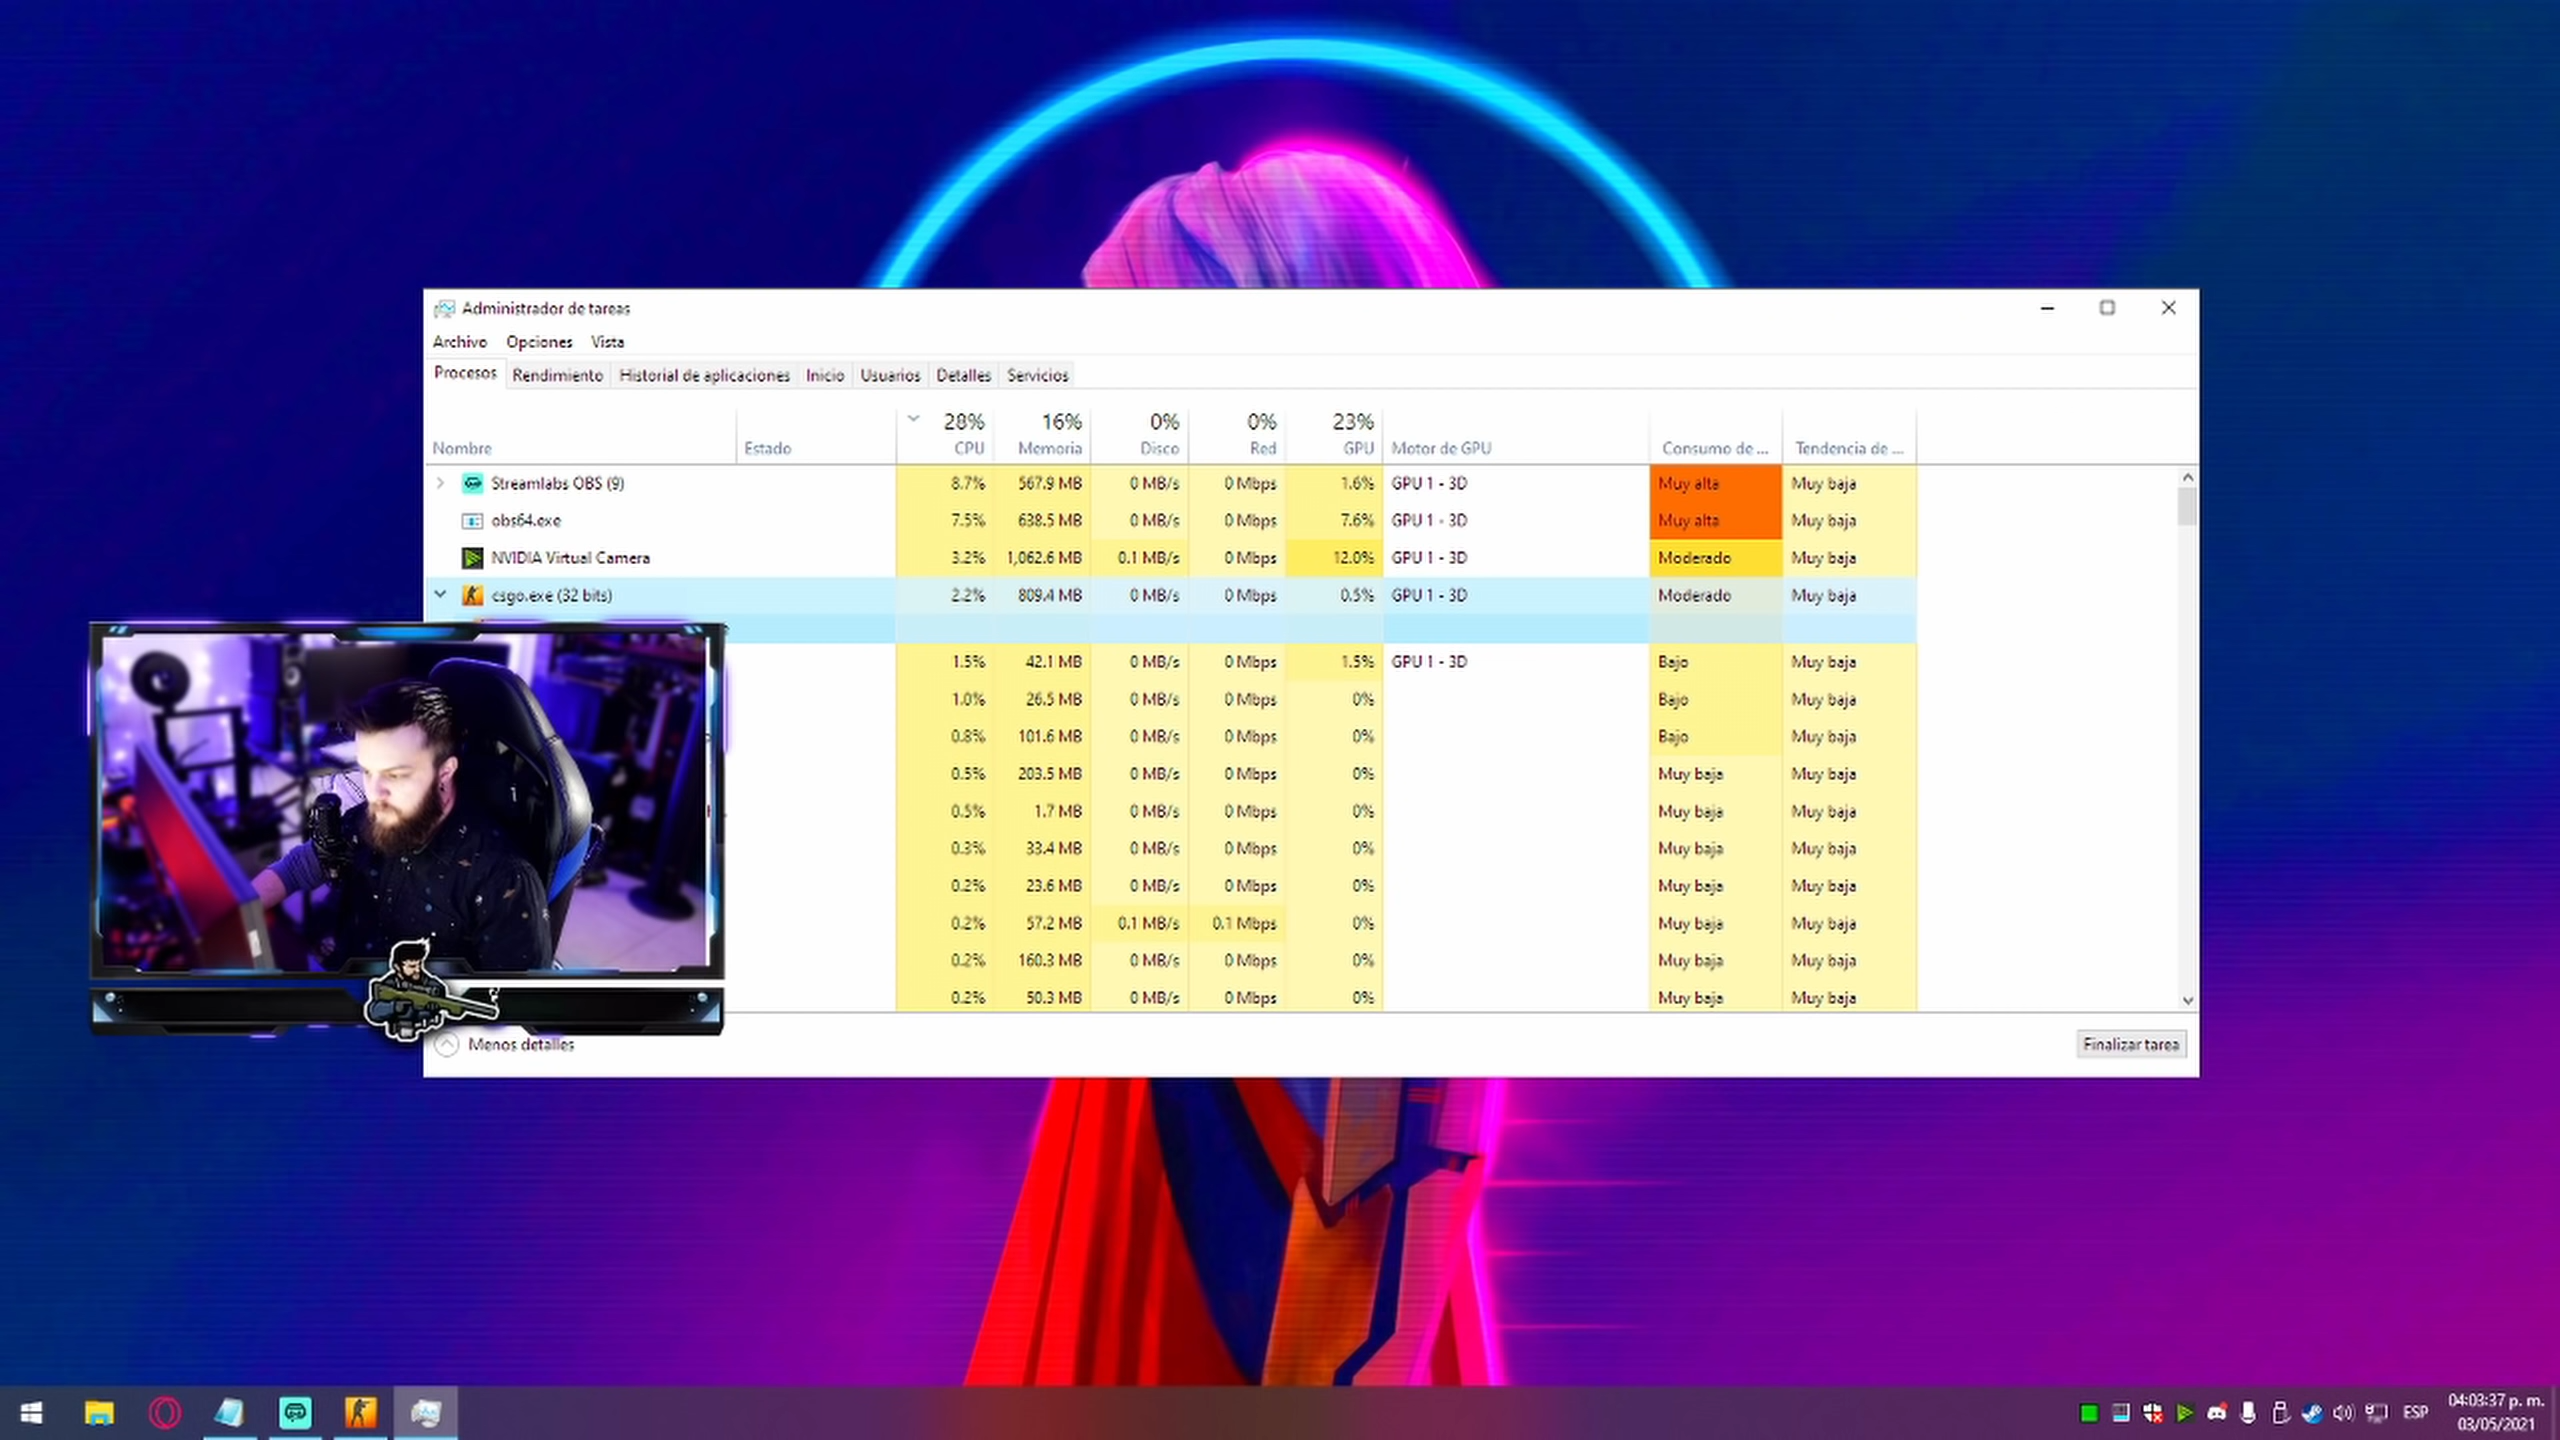 Administrador de tareas
Archivo Opciones Vista
Procesos Rendimiento Historial de aplicaciones Inicio Usuarios Detalles Servicios
28% 16% 0% 0% 23%
Nombre Estado CPU Memoria Disco Red GPU Motor de GPU Consumo de ... Tendencia de ...
Streamlabs OBS (9) 8.7% 567.9 MB 0 MB/s 0 Mbps 1.6% GPU 1 - 3D Muy alta Muy baja
obs64.exe 7.5% 638.5 MB 0 MB/s 0 Mbps 7.6% GPU 1 - 3D Muy alta Muy baja
NVIDIA Virtual Camera 3.2% 1,062.6 MB 0.1 MB/s 0 Mbps 12.0% GPU 1 - 3D Moderado Muy baja
csgo.exe (32 bits) 2.2% 809.4 MB 0 MB/s 0 Mbps 0.5% GPU 1 - 3D Moderado Muy baja
1.5% 42.1 MB 0 MB/s 0 Mbps 1.5% GPU 1 - 3D Bajo Muy baja
1.0% 26.5 MB 0 MB/s 0 Mbps 0% Bajo Muy baja
0.8% 101.6 MB 0 MB/s 0 Mbps 0% Bajo Muy baja
0.5% 203.5 MB 0 MB/s 0 Mbps 0% Muy baja Muy baja
0.5% 1.7 MB 0 MB/s 0 Mbps 0% Muy baja Muy baja
0.3% 33.4 MB 0 MB/s 0 Mbps 0% Muy baja Muy baja
0.2% 23.6 MB 0 MB/s 0 Mbps 0% Muy baja Muy baja
0.2% 57.2 MB 0.1 MB/s 0.1 Mbps 0% Muy baja Muy baja
0.2% 160.3 MB 0 MB/s 0 Mbps 0% Muy baja Muy baja
0.2% 50.3 MB 0 MB/s 0 Mbps 0% Muy baja Muy baja
Menos detalles Finalizar tarea
ESP 04:03:37 p. m.
03/05/2021